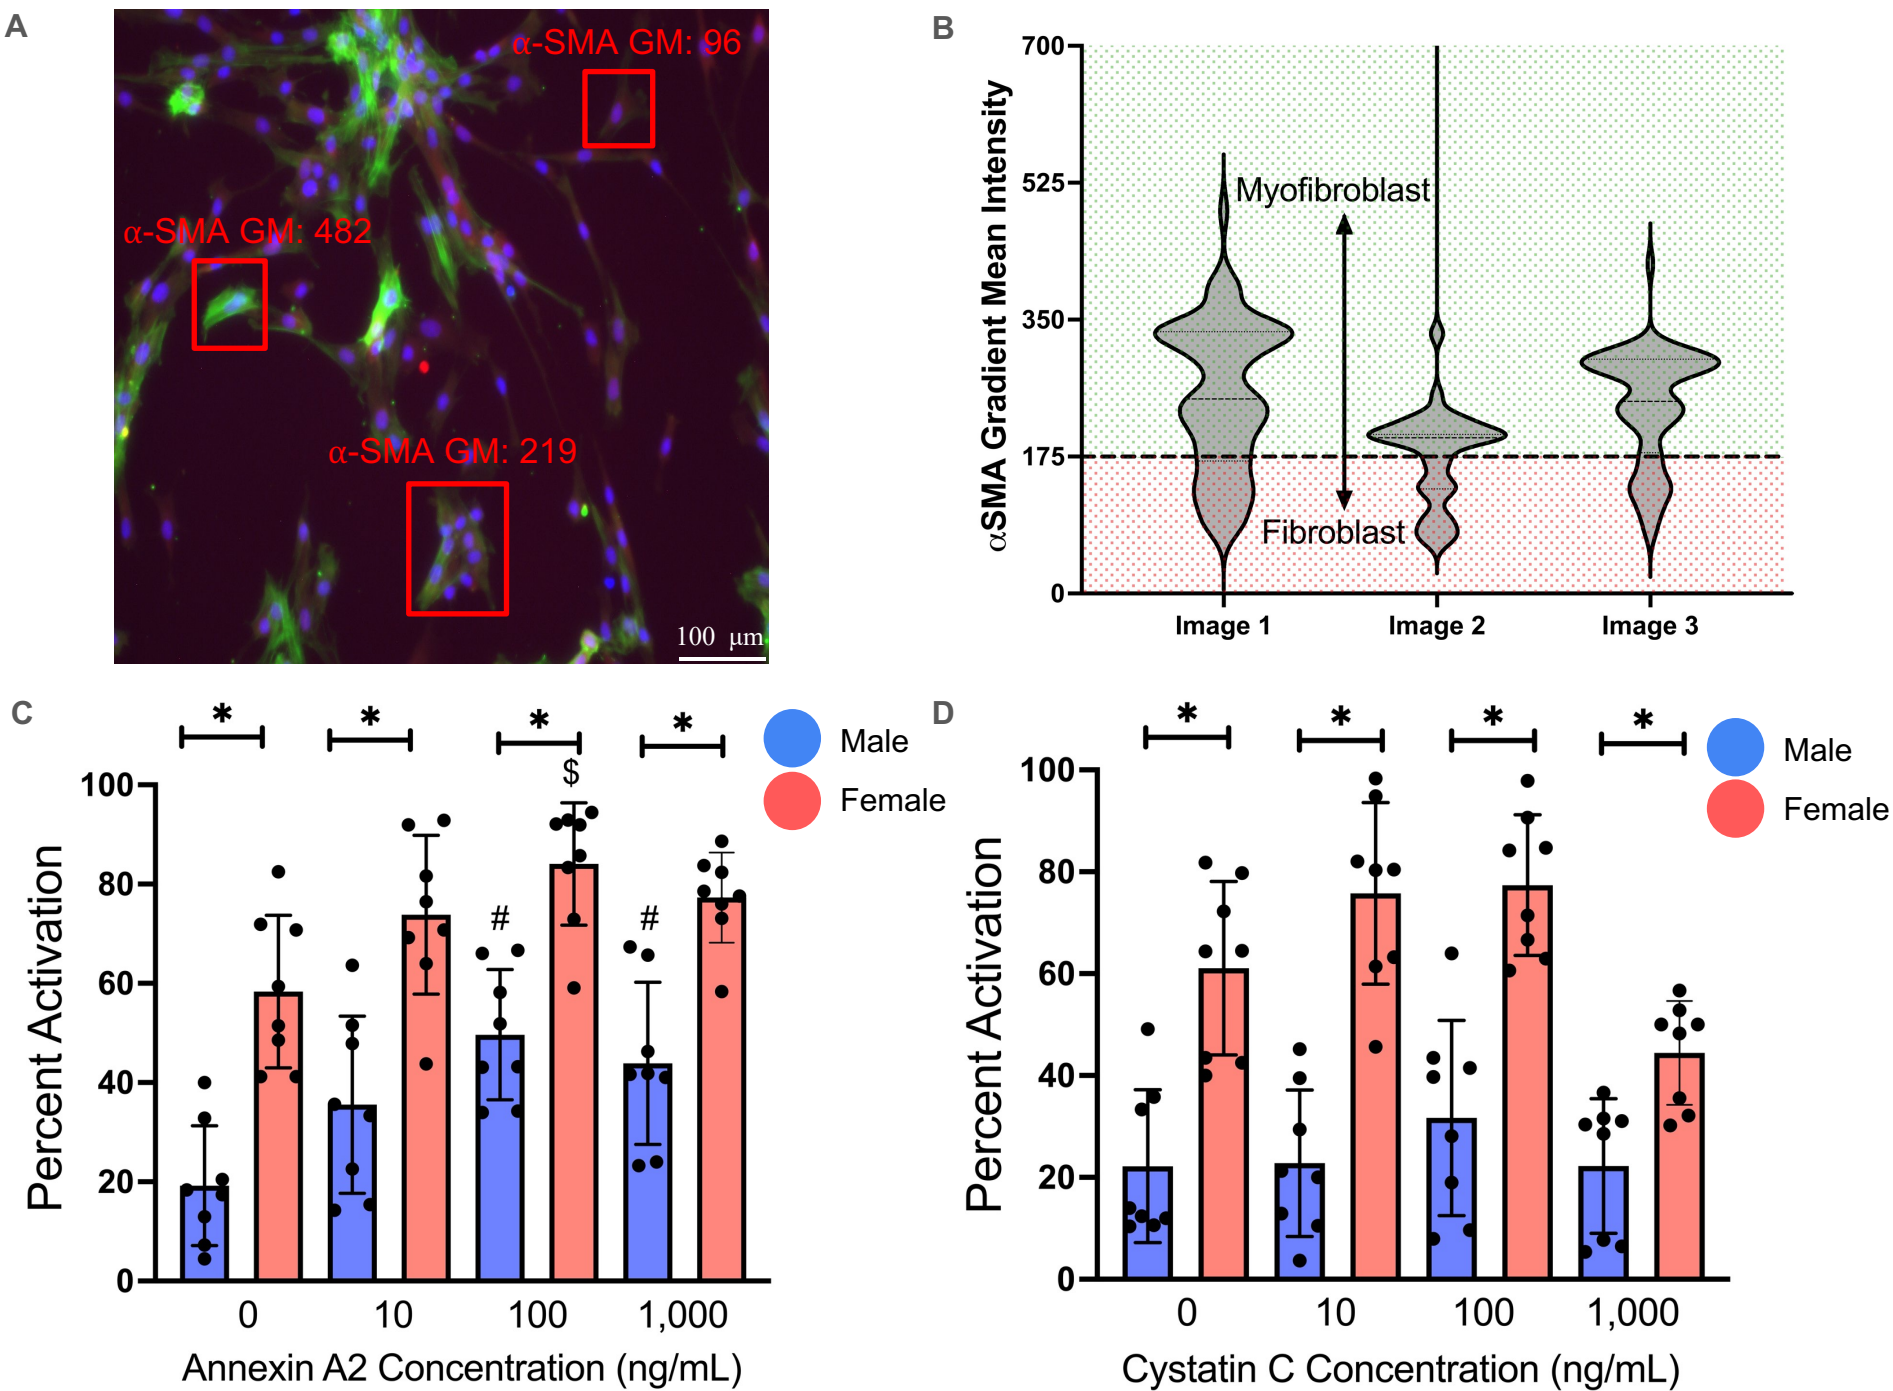 A
α-SMA GM: 96
α-SMA GM: 482
α-SMA GM: 219
100 μm
B
αSMA Gradient Mean Intensity
700
525
350
175
0
Myofibroblast
Fibroblast
Image 1 Image 2 Image 3
C
* * * *
$
# #
Male
Female
Percent Activation
100
80
60
40
20
0
0 10 100 1,000
Annexin A2 Concentration (ng/mL)
D
* * * *
Male
Female
Percent Activation
100
80
60
40
20
0
0 10 100 1,000
Cystatin C Concentration (ng/mL)